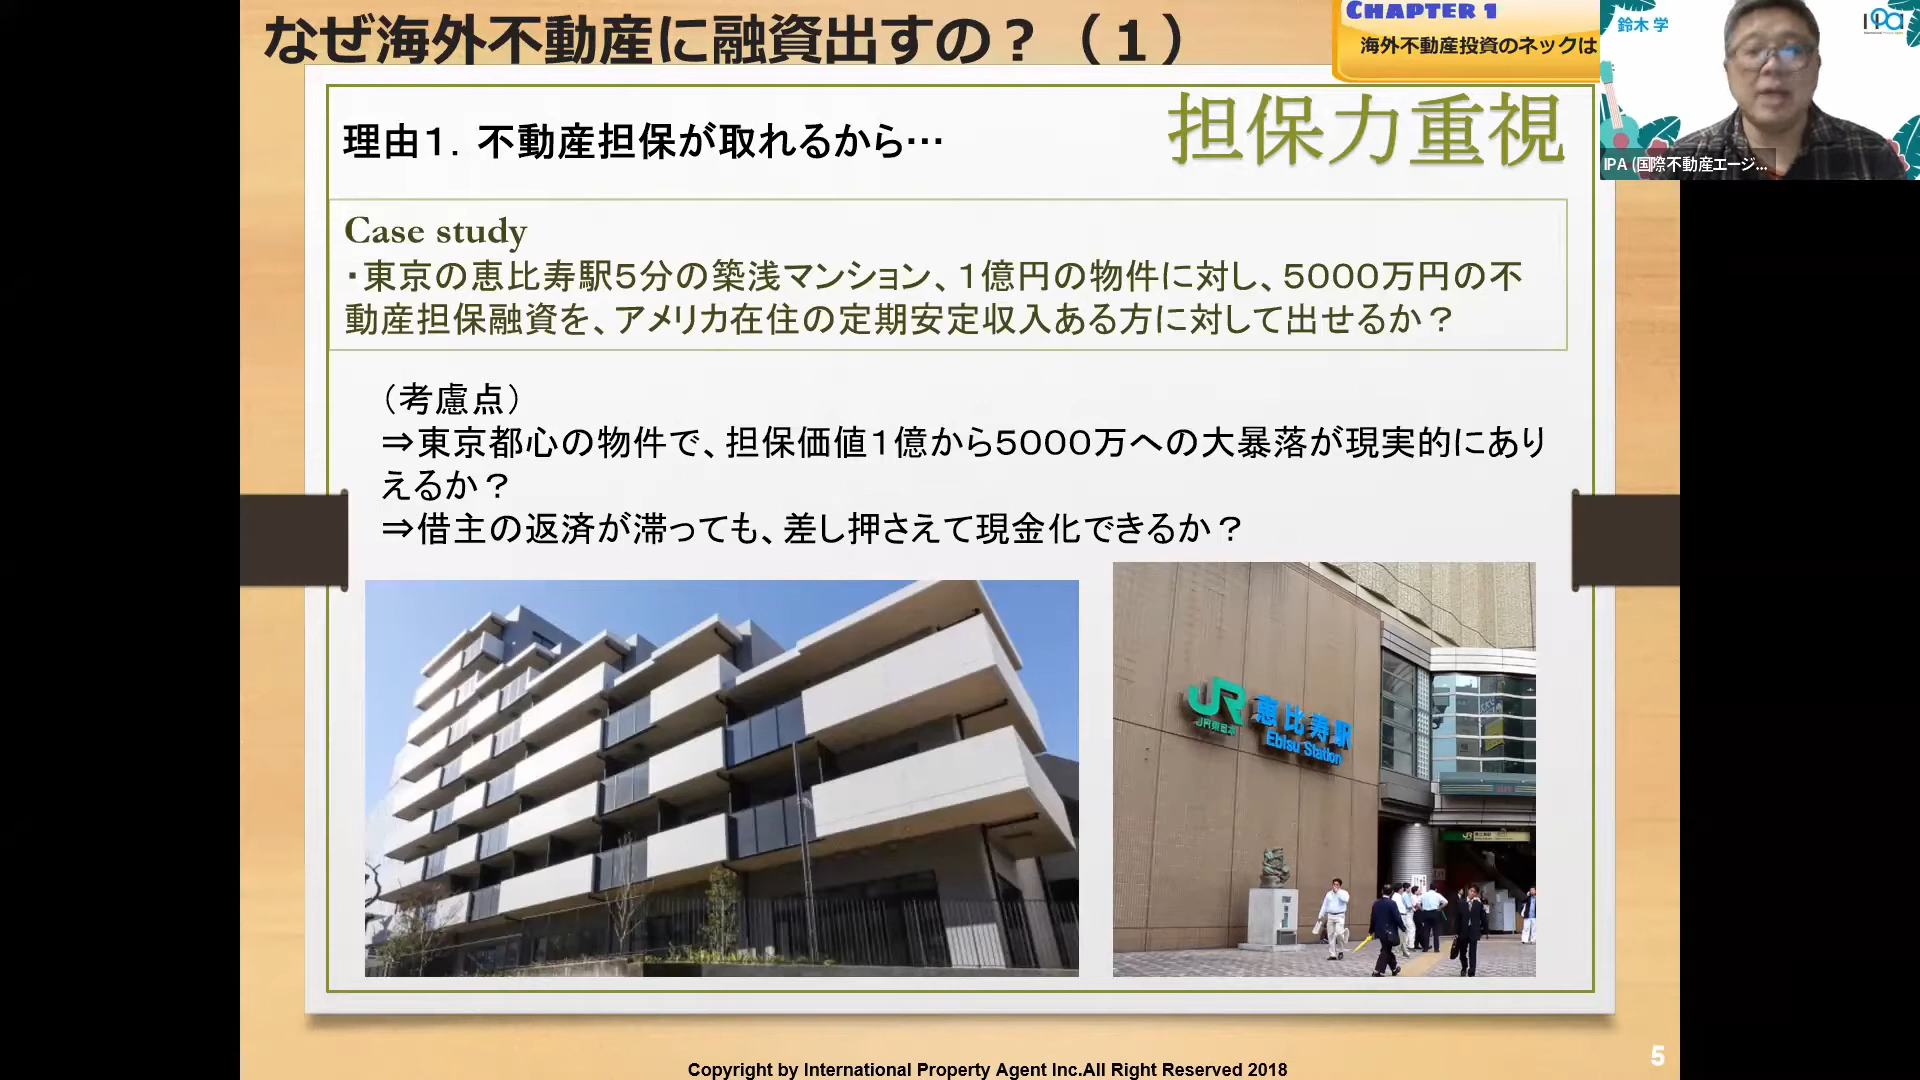 なぜ海外不動産に融資出すの？（１）
CHAPTER 1
海外不動産投資のネックは
鈴木 学
IPA
IPA (国際不動産エージ...
理由１．不動産担保が取れるから…
担保力重視
Case study
・東京の恵比寿駅５分の築浅マンション、１億円の物件に対し、５０００万円の不
動産担保融資を、アメリカ在住の定期安定収入ある方に対して出せるか？
（考慮点）
⇒東京都心の物件で、担保価値１億から５０００万への大暴落が現実的にあり
えるか？
⇒借主の返済が滞っても、差し押さえて現金化できるか？
JR 恵比寿駅
JR東日本 Ebisu Station
5
Copyright by International Property Agent Inc.All Right Reserved 2018